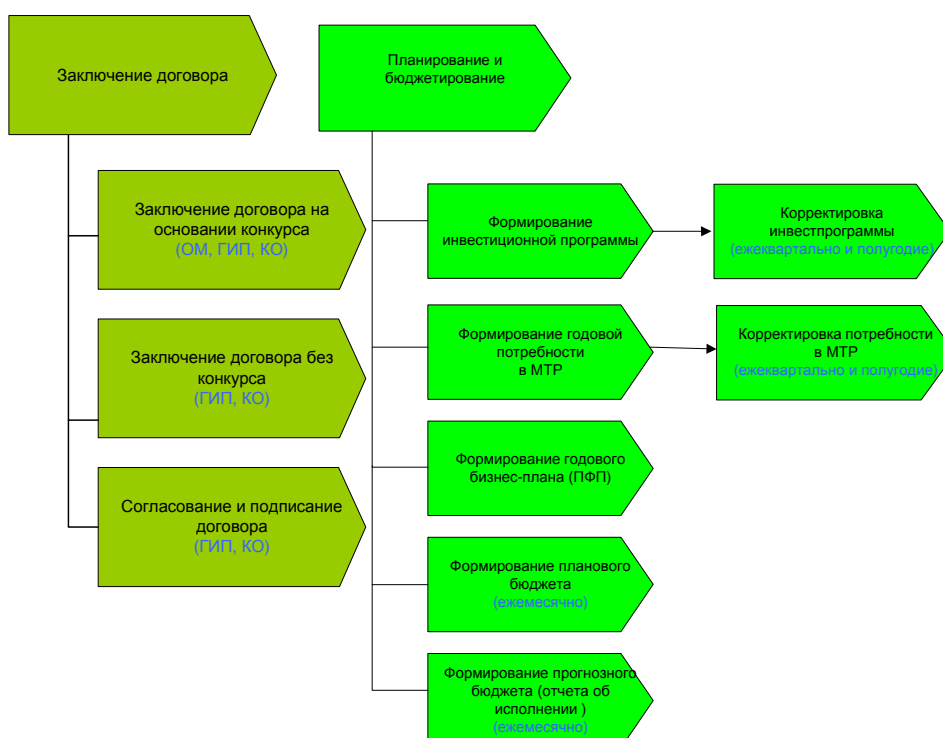 Заключение договора
Планирование и
бюджетирование
Заключение договора на
основании конкурса
(ОМ, ГИП, КО)
Заключение договора без
конкурса
(ГИП, КО)
Согласование и подписание
договора
(ГИП, КО)
Формирование
инвестиционной программы
Корректировка
инвестпрограммы
(ежеквартально и полугодие)
Формирование годовой
потребности
в МТР
Корректировка потребности
в МТР
(ежеквартально и полугодие)
Формирование годового
бизнес-плана (ПФП)
Формирование планового
бюджета
(ежемесячно)
Формирование прогнозного
бюджета (отчета об
исполнении )
(ежемесячно)